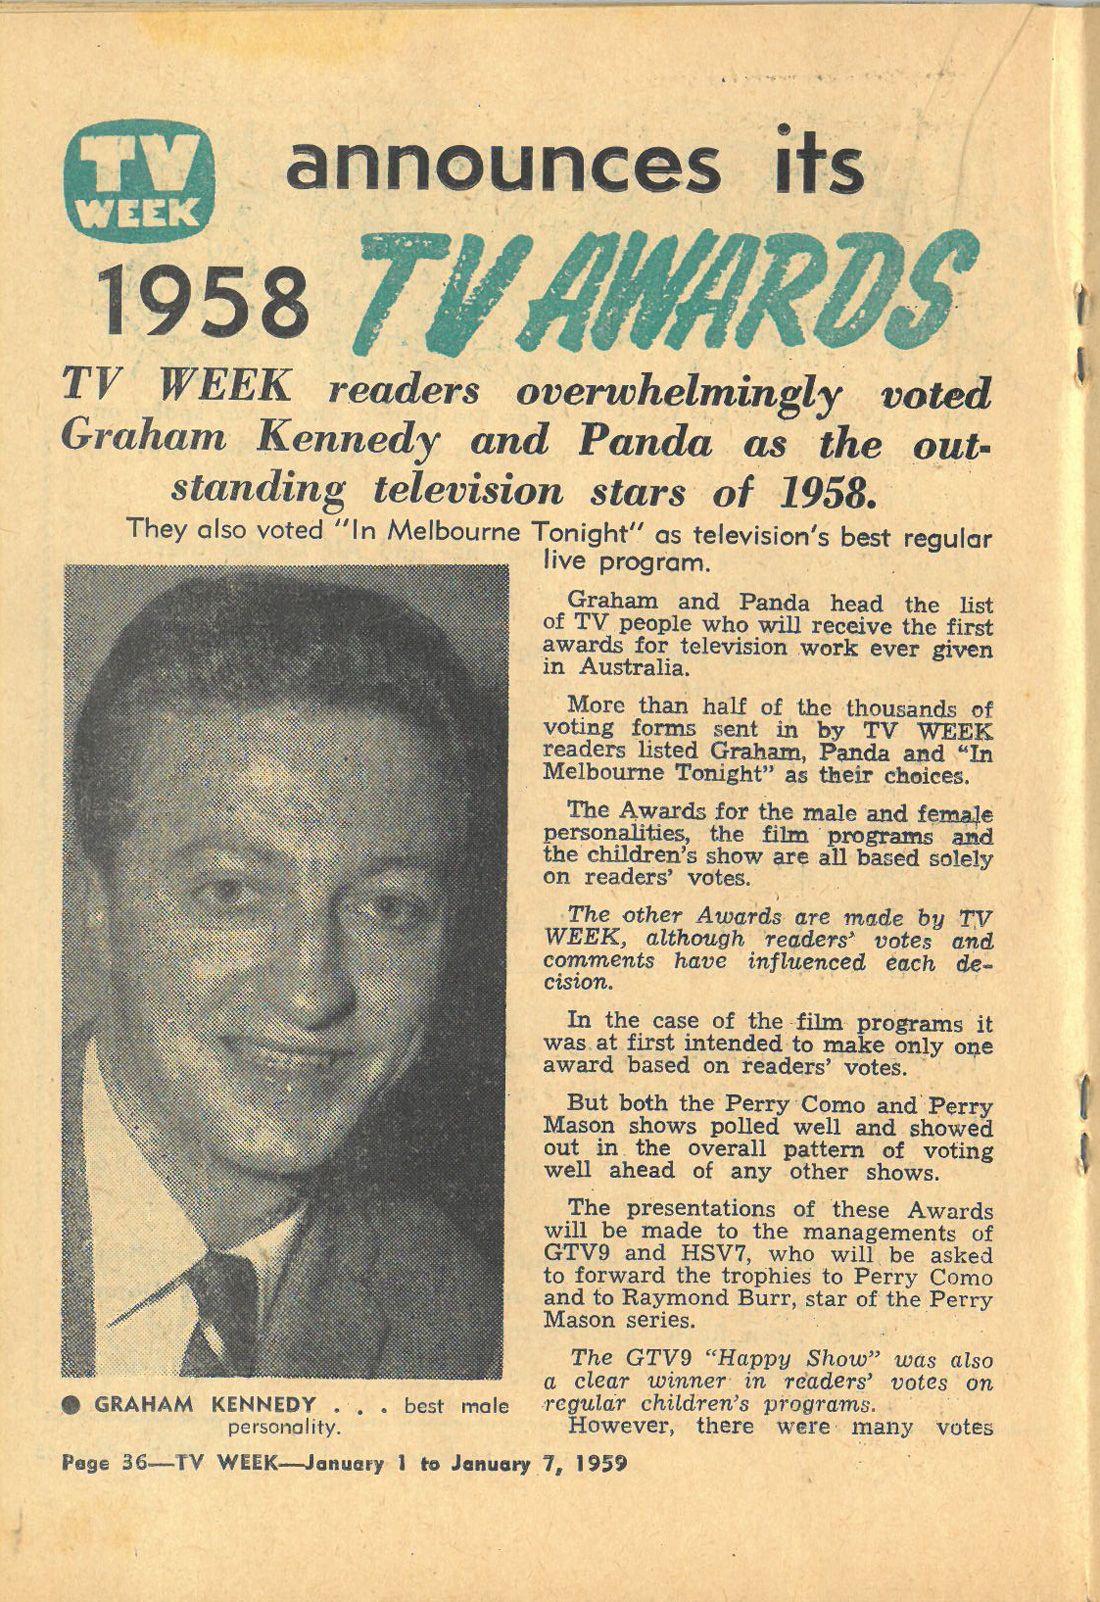 TV
WEEK
announces its
1958 TV AWARDS
TV WEEK readers overwhelmingly voted
Graham Kennedy and Panda as the out-
standing television stars of 1958.
They also voted "In Melbourne Tonight" as television's best regular
live program.
Graham and Panda head the list
of TV people who will receive the first
awards for television work ever given
in Australia.
More than half of the thousands of
voting forms sent in by TV WEEK
readers listed Graham, Panda and "In
Melbourne Tonight" as their choices.
The Awards for the male and female
personalities, the film programs and
the children's show are all based solely
on readers' votes.
The other Awards are made by TV
WEEK, although readers' votes and
comments have influenced each de-
cision.
In the case of the film programs it
was at first intended to make only one
award based on readers' votes.
But both the Perry Como and Perry
Mason shows polled well and showed
out in the overall pattern of voting
well ahead of any other shows.
The presentations of these Awards
will be made to the managements of
GTV9 and HSV7, who will be asked
to forward the trophies to Perry Como
and to Raymond Burr, star of the Perry
Mason series.
The GTV9 "Happy Show" was also
a clear winner in readers' votes on
regular children's programs.
However, there were many votes
● GRAHAM KENNEDY . . . best male
personality.
Page 36—TV WEEK—January 1 to January 7, 1959